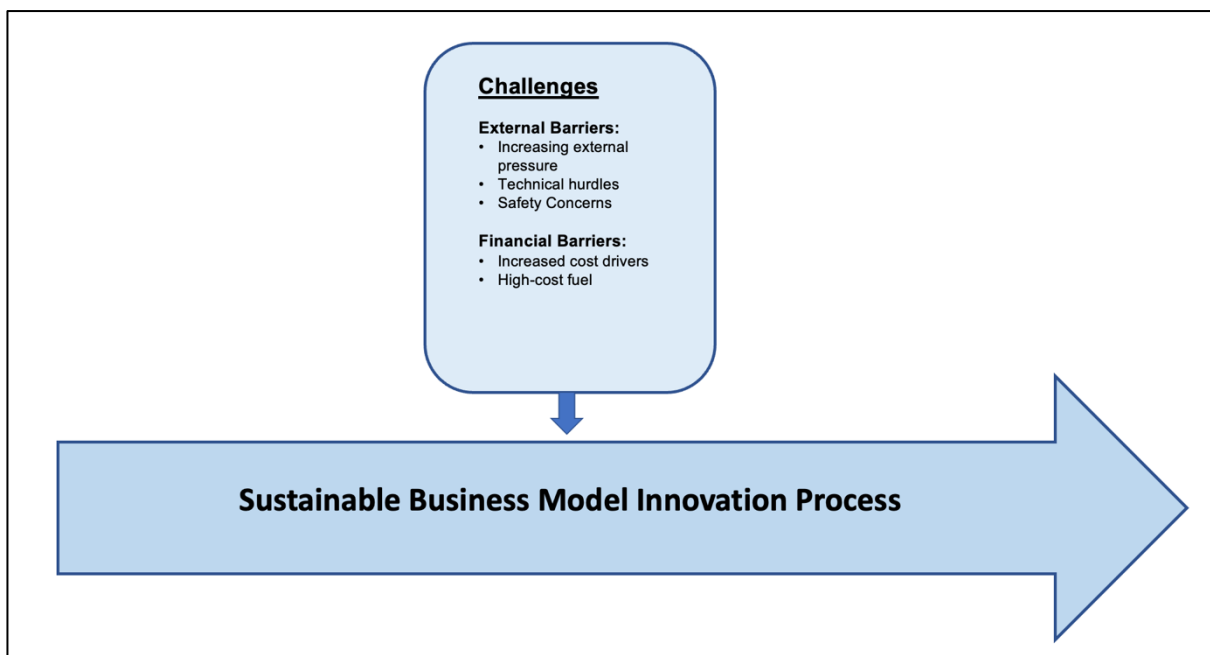 Challenges
External Barriers:
• Increasing external
pressure
• Technical hurdles
• Safety Concerns
Financial Barriers:
• Increased cost drivers
• High-cost fuel
Sustainable Business Model Innovation Process